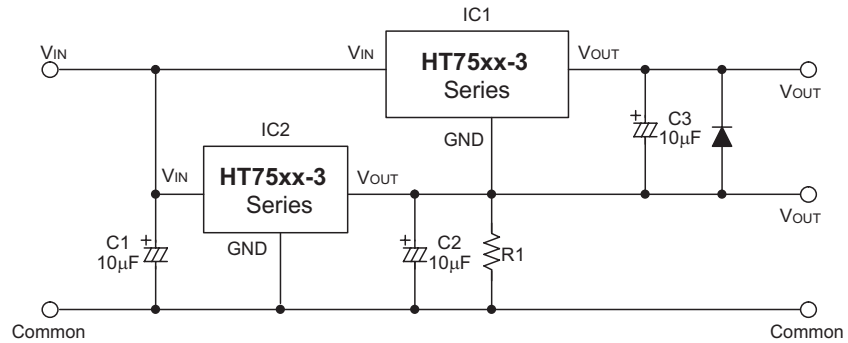 IC1
VIN
VIN
HT75xx-3
Series
VOUT
VOUT
GND
C3
10μF
IC2
VIN
HT75xx-3
Series
VOUT
VOUT
GND
C1
10μF
C2
10μF
R1
Common
Common